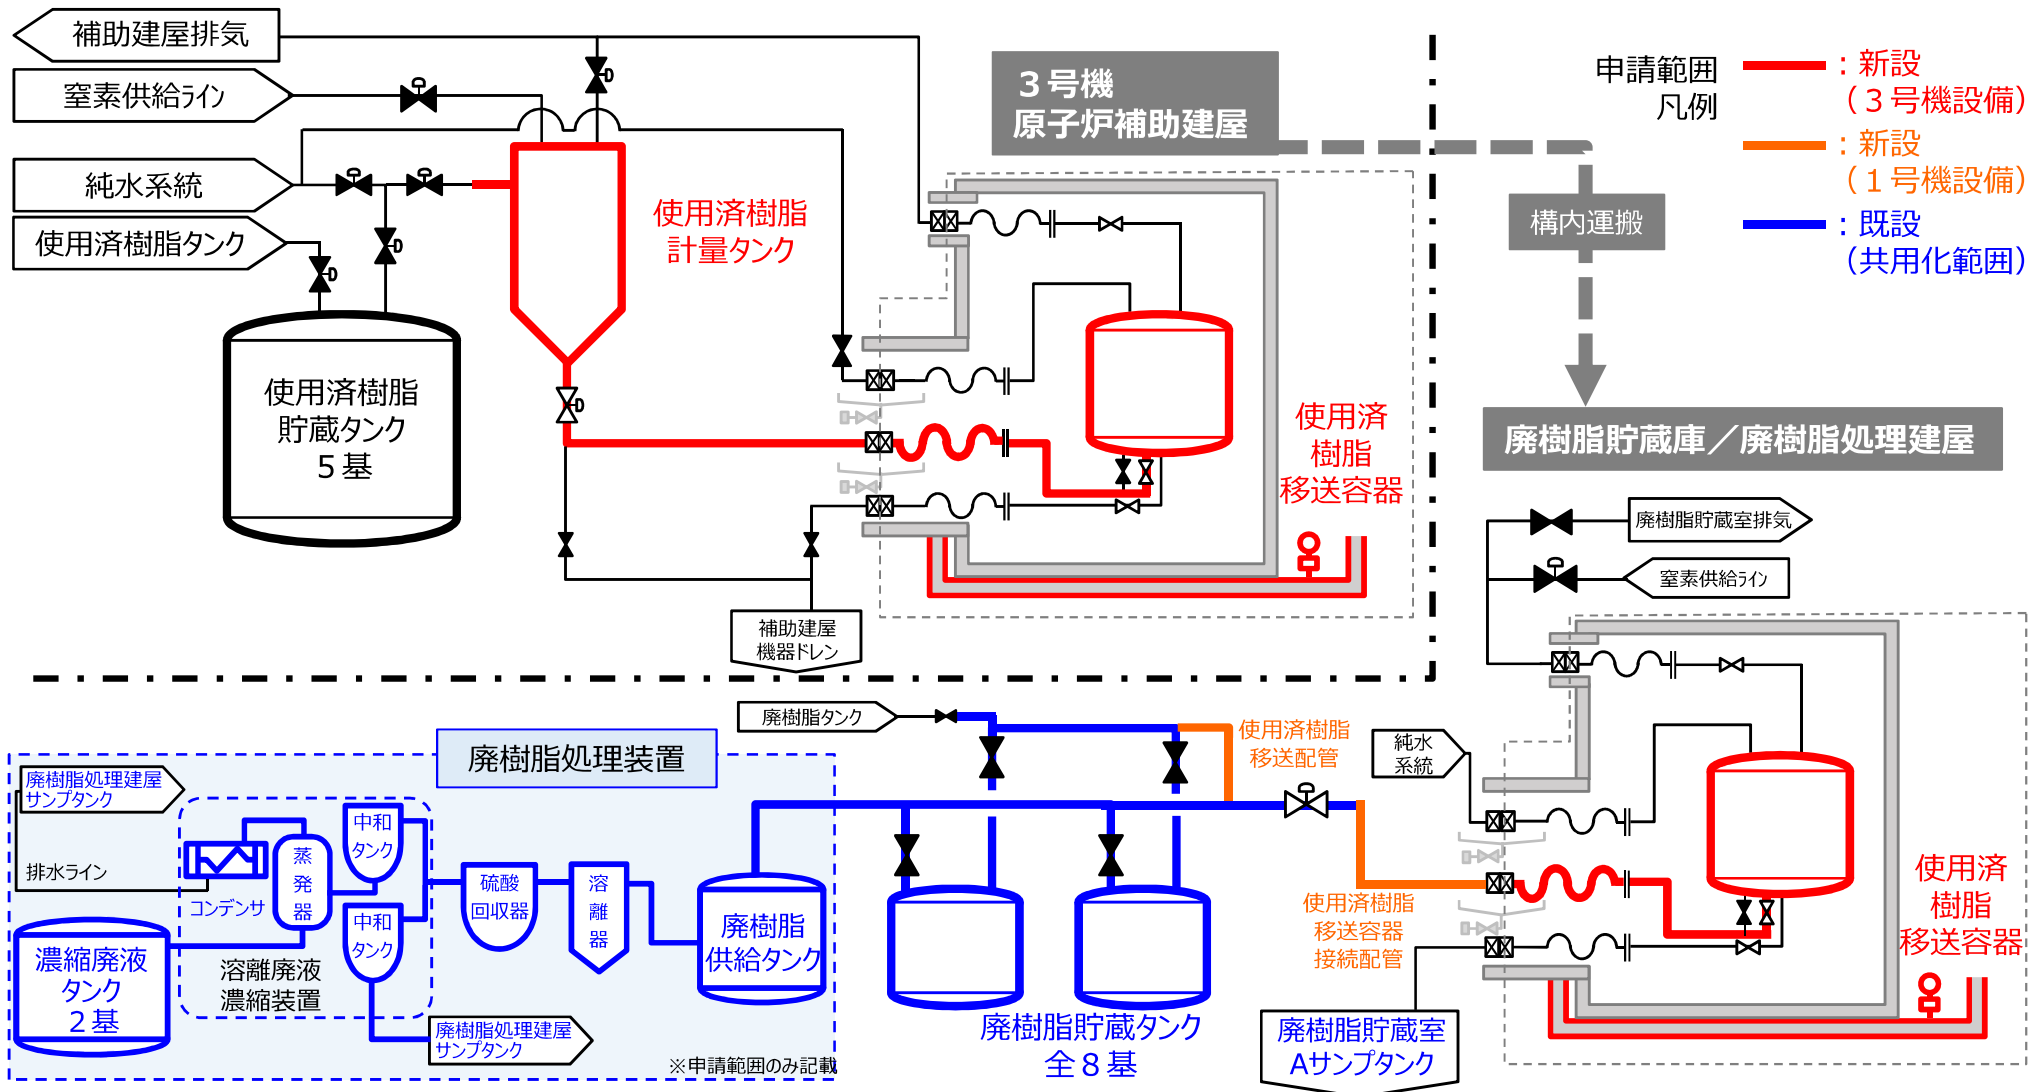 補助建屋排気
窒素供給ライン
純水系統
使用済樹脂タンク
使用済樹脂
貯蔵タンク
5基
使用済樹脂
計量タンク
3号機
原子炉補助建屋
構内運搬
申請範囲
凡例
：新設
（3号機設備）
：新設
（1号機設備）
：既設
（共用化範囲）
使用済
樹脂
移送容器
補助建屋
機器ドレン
廃樹脂貯蔵庫／廃樹脂処理建屋
廃樹脂貯蔵室排気
窒素供給ライン
純水
系統
使用済
樹脂
移送容器
廃樹脂タンク
使用済樹脂
移送配管
使用済樹脂
移送容器
接続配管
廃樹脂貯蔵室
Aサンプタンク
廃樹脂貯蔵タンク
全8基
廃樹脂処理装置
廃樹脂処理建屋
サンプタンク
排水ライン
コンデンサ
蒸
発
器
中和
タンク
中和
タンク
硫酸
回収器
溶
離
器
廃樹脂
供給タンク
濃縮廃液
タンク
2基
溶離廃液
濃縮装置
廃樹脂処理建屋
サンプタンク
※申請範囲のみ記載